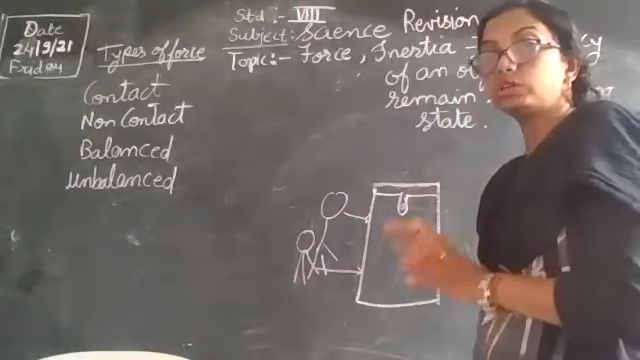 Date
24/9/21
Friday
Types of force
Contact
Non Contact
Balanced
Unbalanced
Std :- VIII
Subject: Science Revision
Topic:- Force, Inertia -
of an
remain
state.